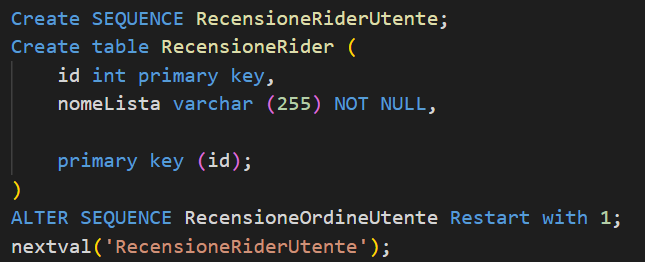 Create SEQUENCE RecensioneRiderUtente;
Create table RecensioneRider (
    id int primary key,
    nomeLista varchar (255) NOT NULL,

    primary key (id);
)
ALTER SEQUENCE RecensioneOrdineUtente Restart with 1;
nextval('RecensioneRiderUtente');